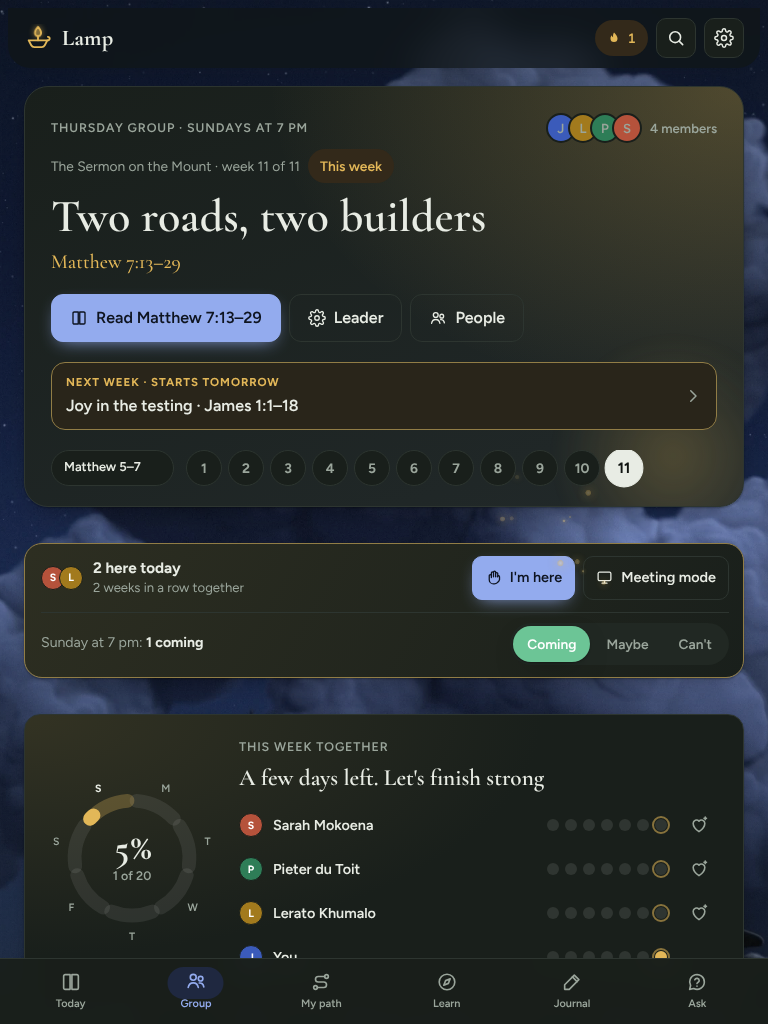 Lamp
1
THURSDAY GROUP · SUNDAYS AT 7 PM
J L P S 4 members
The Sermon on the Mount · week 11 of 11 This week
Two roads, two builders
Matthew 7:13–29
Read Matthew 7:13–29 Leader People
NEXT WEEK · STARTS TOMORROW
Joy in the testing · James 1:1–18
Matthew 5–7 1 2 3 4 5 6 7 8 9 10 11
S L 2 here today
2 weeks in a row together
I'm here Meeting mode
Sunday at 7 pm: 1 coming Coming Maybe Can't
THIS WEEK TOGETHER
A few days left. Let's finish strong
S M T W T F S
5%
1 of 20
S Sarah Mokoena
P Pieter du Toit
L Lerato Khumalo
J You
Today Group My path Learn Journal Ask